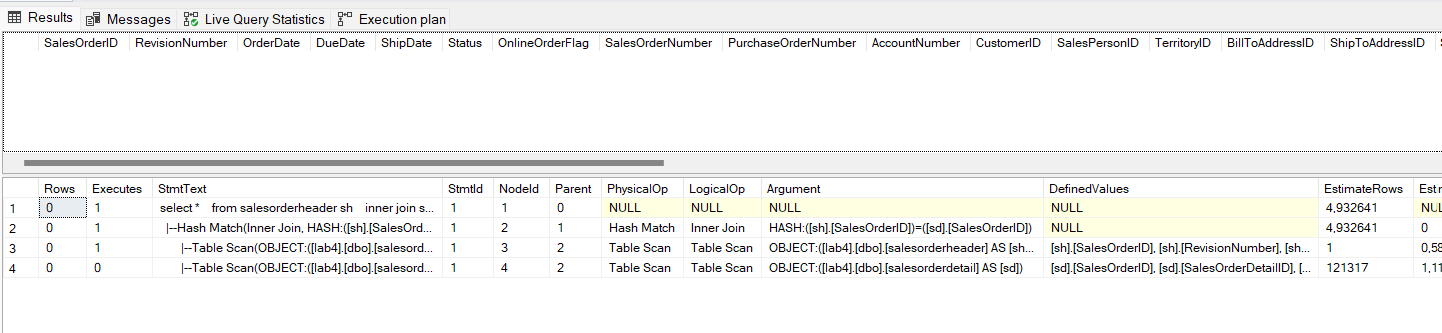 Results Messages Live Query Statistics Execution plan
SalesOrderID RevisionNumber OrderDate DueDate ShipDate Status OnlineOrderFlag SalesOrderNumber PurchaseOrderNumber AccountNumber CustomerID SalesPersonID TerritoryID BillToAddressID ShipToAddressID S
Rows Executes StmtText StmtId NodeId Parent PhysicalOp LogicalOp Argument DefinedValues EstimateRows Estir
1 0 1 select * from salesorderheader sh inner join s... 1 1 0 NULL NULL NULL NULL 4,932641 NUL
2 0 1 |--Hash Match(Inner Join, HASH:([sh].[SalesOrd... 1 2 1 Hash Match Inner Join HASH:([sh].[SalesOrderID])=([sd].[SalesOrderID]) NULL 4,932641 0
3 0 1 |--Table Scan(OBJECT:([lab4].[dbo].[salesord... 1 3 2 Table Scan Table Scan OBJECT:([lab4].[dbo].[salesorderheader] AS [sh... [sh].[SalesOrderID], [sh].[RevisionNumber], [sh... 1 0,58
4 0 0 |--Table Scan(OBJECT:([lab4].[dbo].[salesord... 1 4 2 Table Scan Table Scan OBJECT:([lab4].[dbo].[salesorderdetail] AS [sd]) [sd].[SalesOrderID], [sd].[SalesOrderDetailID], [... 121317 1,11